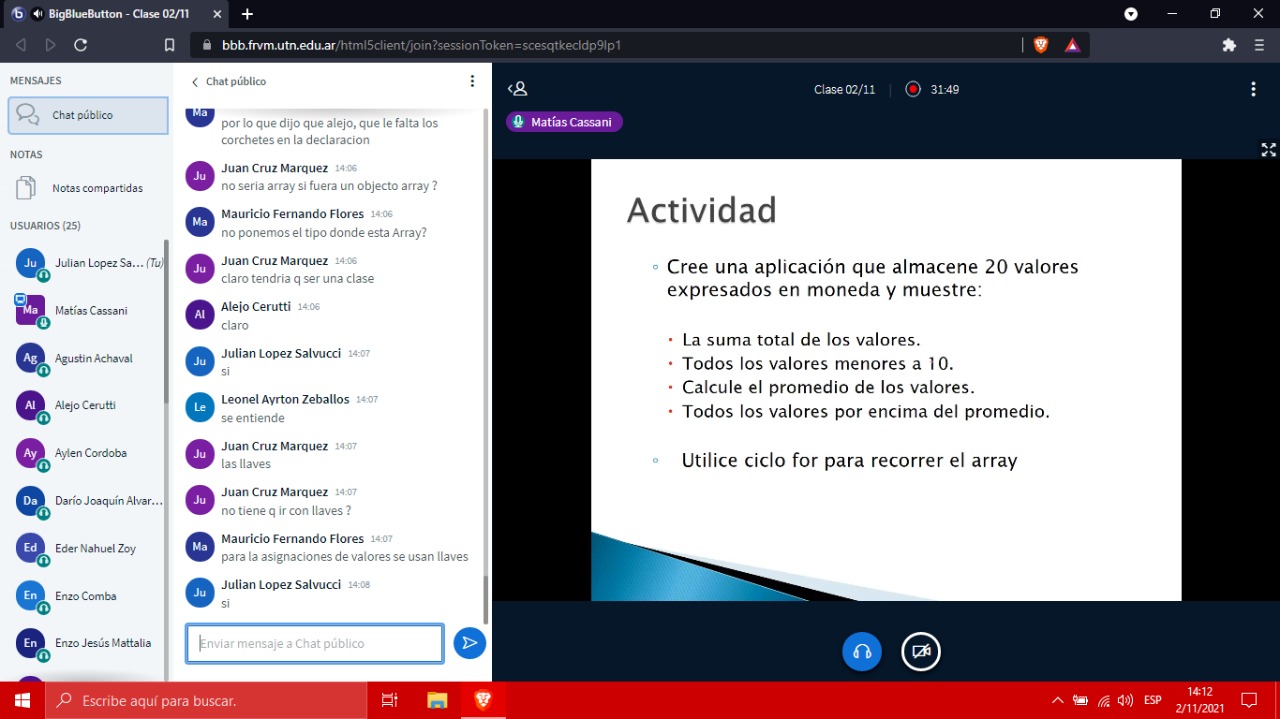 BigBlueButton - Clase 02/11
bbb.frvm.utn.edu.ar/html5client/join?sessionToken=scesqtkecldp9lp1
MENSAJES
Chat público
NOTAS
Notas compartidas
USUARIOS (25)
Ju
Julian Lopez Sa... (Tu)
Ma
Matías Cassani
Ag
Agustin Achaval
Al
Alejo Cerutti
Ay
Aylen Cordoba
Da
Darío Joaquín Alvar...
Ed
Eder Nahuel Zoy
En
Enzo Comba
En
Enzo Jesús Mattalia
Chat público
Ma
por lo que dijo que alejo, que le falta los
corchetes en la declaracion
Ju
Juan Cruz Marquez 14:06
no seria array si fuera un objecto array ?
Ma
Mauricio Fernando Flores 14:06
no ponemos el tipo donde esta Array?
Ju
Juan Cruz Marquez 14:06
claro tendria q ser una clase
Al
Alejo Cerutti 14:06
claro
Ju
Julian Lopez Salvucci 14:07
si
Le
Leonel Ayrton Zeballos 14:07
se entiende
Ju
Juan Cruz Marquez 14:07
las llaves
Ju
Juan Cruz Marquez 14:07
no tiene q ir con llaves ?
Ma
Mauricio Fernando Flores 14:07
para la asignaciones de valores se usan llaves
Ju
Julian Lopez Salvucci 14:08
si
Enviar mensaje a Chat público
Clase 02/11
31:49
Matías Cassani
Actividad
Cree una aplicación que almacene 20 valores
expresados en moneda y muestre:
La suma total de los valores.
Todos los valores menores a 10.
Calcule el promedio de los valores.
Todos los valores por encima del promedio.
Utilice ciclo for para recorrer el array
Escribe aquí para buscar.
ESP
14:12
2/11/2021